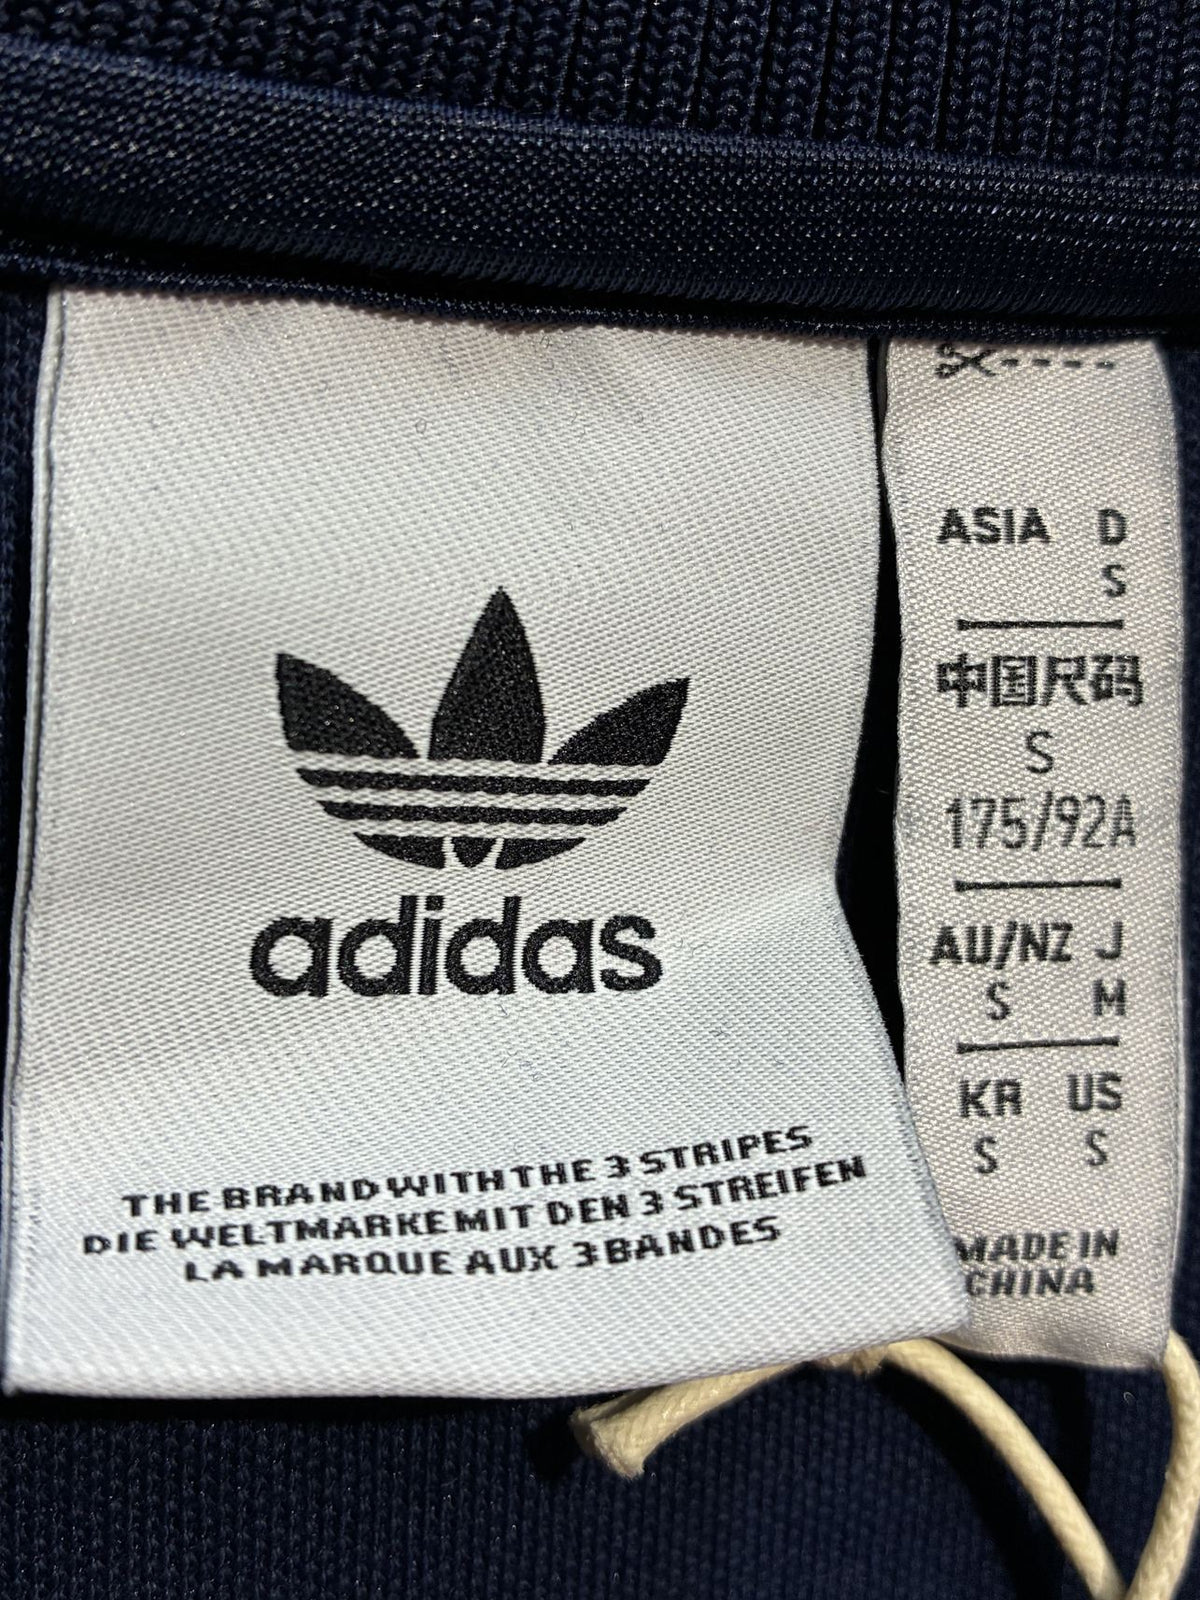 adidas
THE BRAND WITH THE 3 STRIPES
DIE WELTMARKE MIT DEN 3 STREIFEN
LA MARQUE AUX 3 BANDES
ASIA D
S
中国尺码
S
175/92A
AU/NZ J
S M
KR US
S S
MADE IN
CHINA